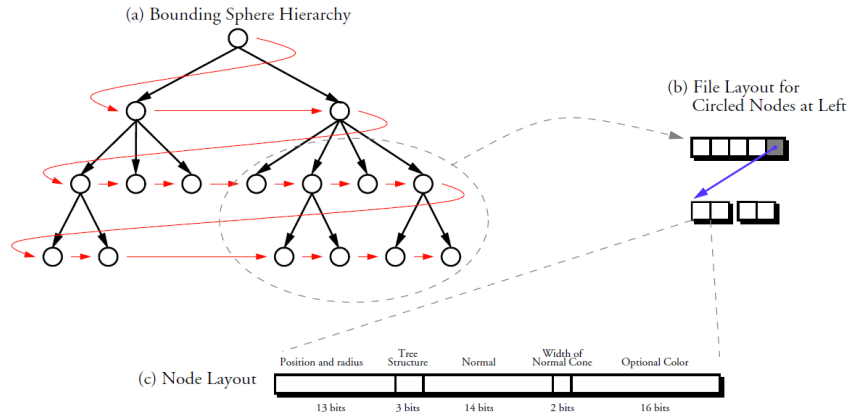 (a) Bounding Sphere Hierarchy
(b) File Layout for
Circled Nodes at Left
Position and radius
Tree
Structure
Normal
Width of
Normal Cone
Optional Color
(c) Node Layout
13 bits
3 bits
14 bits
2 bits
16 bits